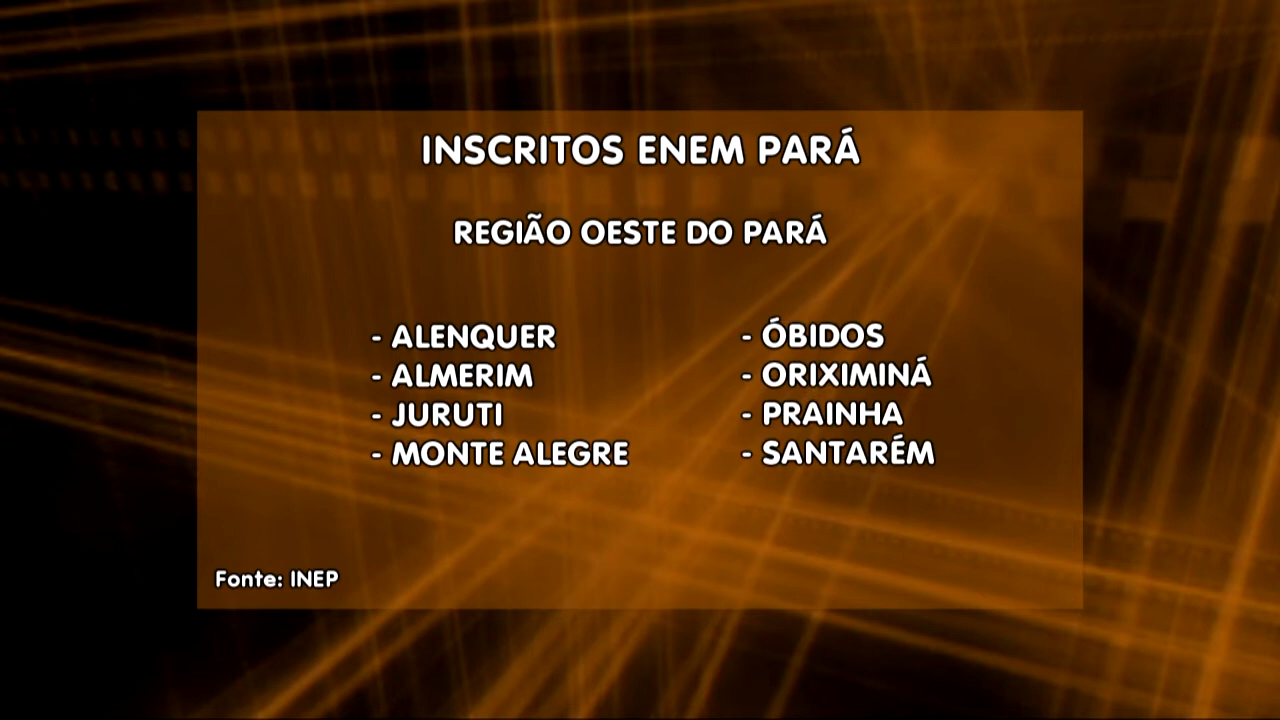 INSCRITOS ENEM PARÁ
REGIÃO OESTE DO PARÁ
- ALENQUER
- ALMERIM
- JURUTI
- MONTE ALEGRE
- ÓBIDOS
- ORIXIMINÁ
- PRAINHA
- SANTARÉM
Fonte: INEP